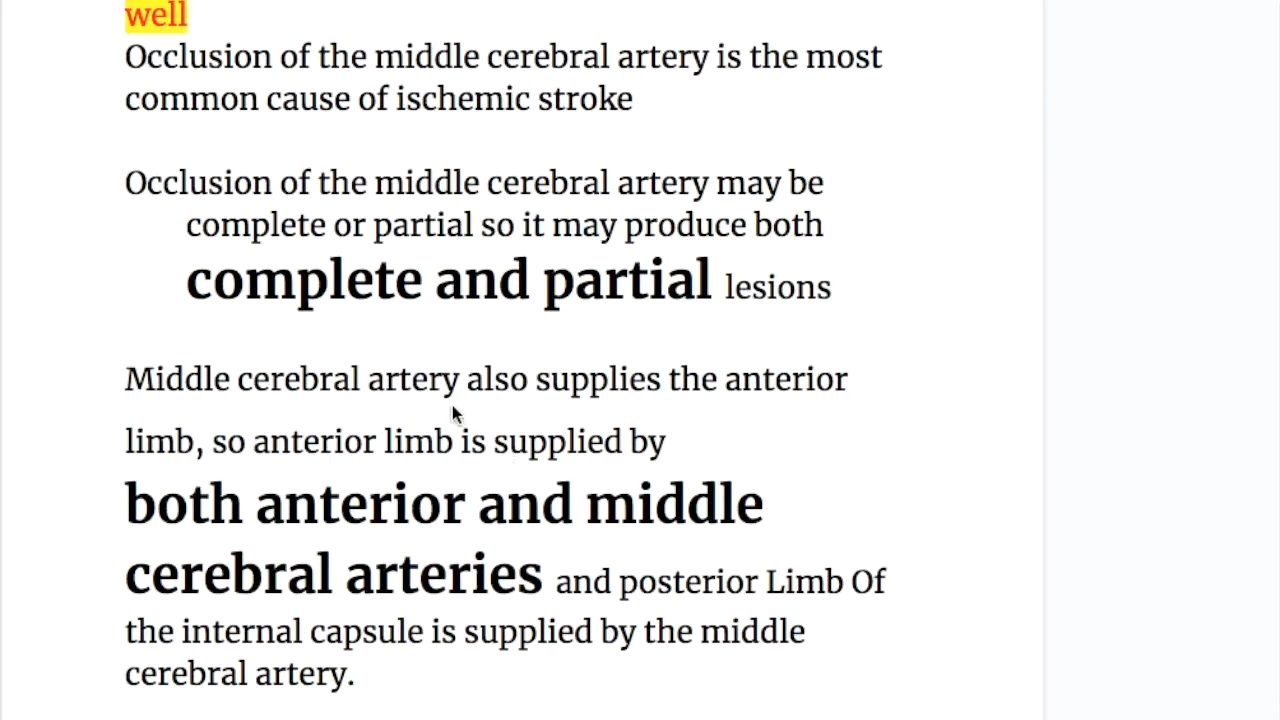 well
Occlusion of the middle cerebral artery is the most
common cause of ischemic stroke
Occlusion of the middle cerebral artery may be
complete or partial so it may produce both
complete and partial lesions
Middle cerebral artery also supplies the anterior
limb, so anterior limb is supplied by
both anterior and middle
cerebral arteries and posterior Limb Of
the internal capsule is supplied by the middle
cerebral artery.